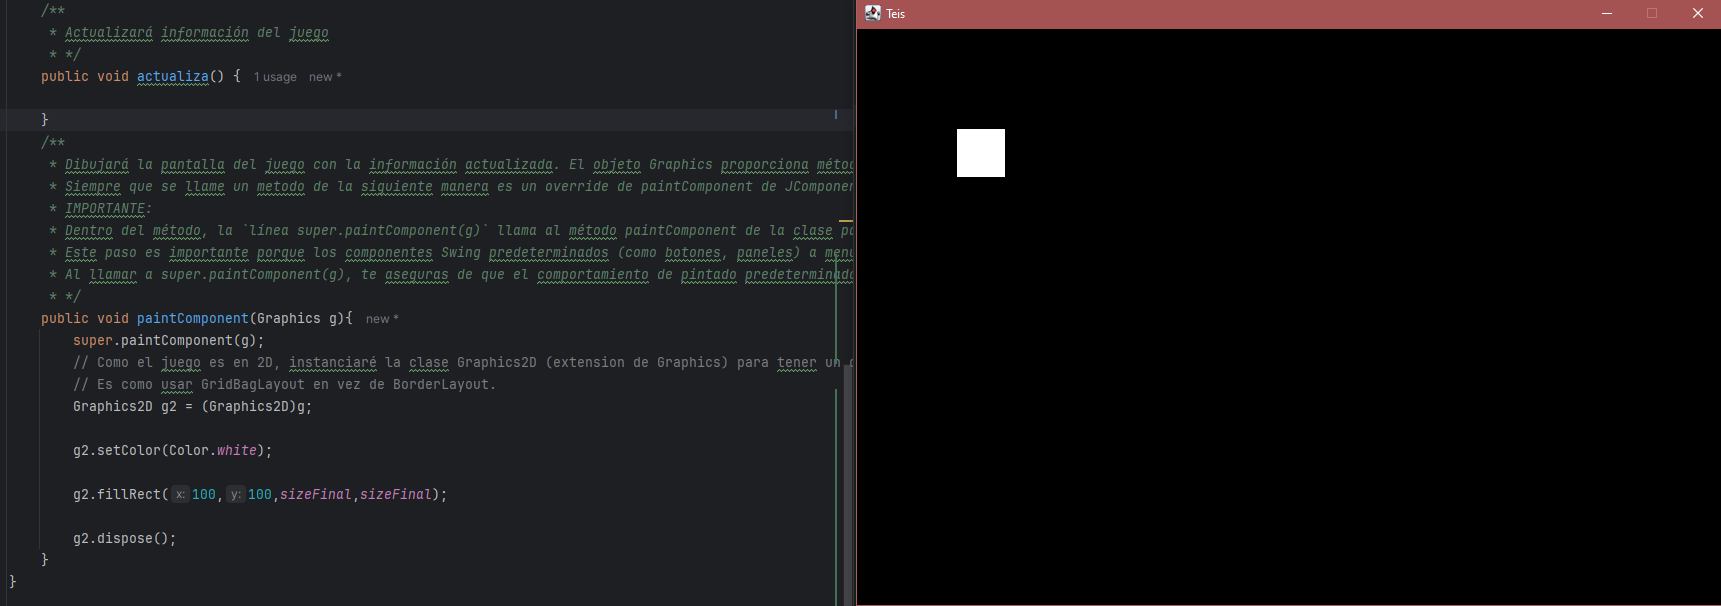 /**
* Actualizará información del juego
* */
public void actualiza() { 1 usage new *
}
/**
* Dibujará la pantalla del juego con la información actualizada. El objeto Graphics proporciona
* Siempre que se llame un metodo de la siguiente manera es un override de paintComponent de
* IMPORTANTE:
* Dentro del método, la `línea super.paintComponent(g)` llama al método paintComponent de la clase
* Este paso es importante porque los componentes Swing predeterminados (como botones, paneles) a
* Al llamar a super.paintComponent(g), te aseguras de que el comportamiento de pintado
* */
public void paintComponent(Graphics g){ new *
super.paintComponent(g);
// Como el juego es en 2D, instanciaré la clase Graphics2D (extension de Graphics) para tener un
// Es como usar GridBagLayout en vez de BorderLayout.
Graphics2D g2 = (Graphics2D)g;
g2.setColor(Color.white);
g2.fillRect( x: 100, y: 100,sizeFinal,sizeFinal);
g2.dispose();
}
}
Teis